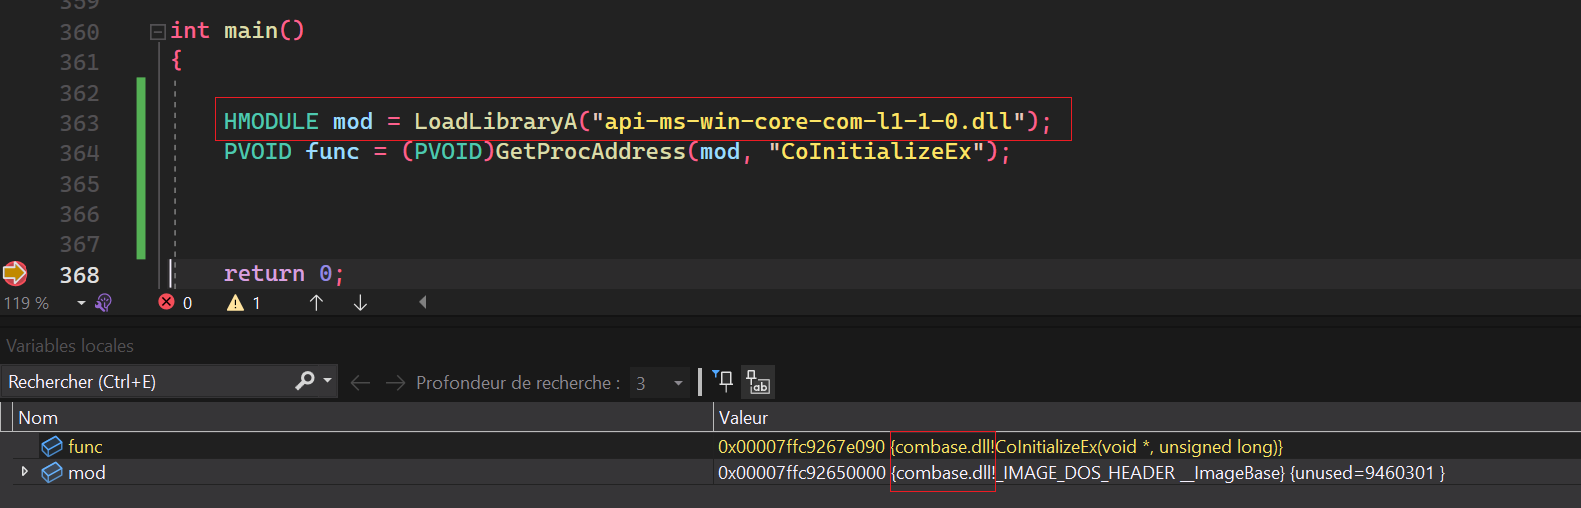 359
360 int main()
361 {
362
363 HMODULE mod = LoadLibraryA("api-ms-win-core-com-l1-1-0.dll");
364 PVOID func = (PVOID)GetProcAddress(mod, "CoInitializeEx");
365
366
367
368 return 0;
119 % 0 1
Variables locales
Rechercher (Ctrl+E) Profondeur de recherche : 3
Nom Valeur
func 0x00007ffc9267e090 {combase.dll!CoInitializeEx(void *, unsigned long)}
mod 0x00007ffc92650000 {combase.dll!_IMAGE_DOS_HEADER __ImageBase} {unused=9460301 }